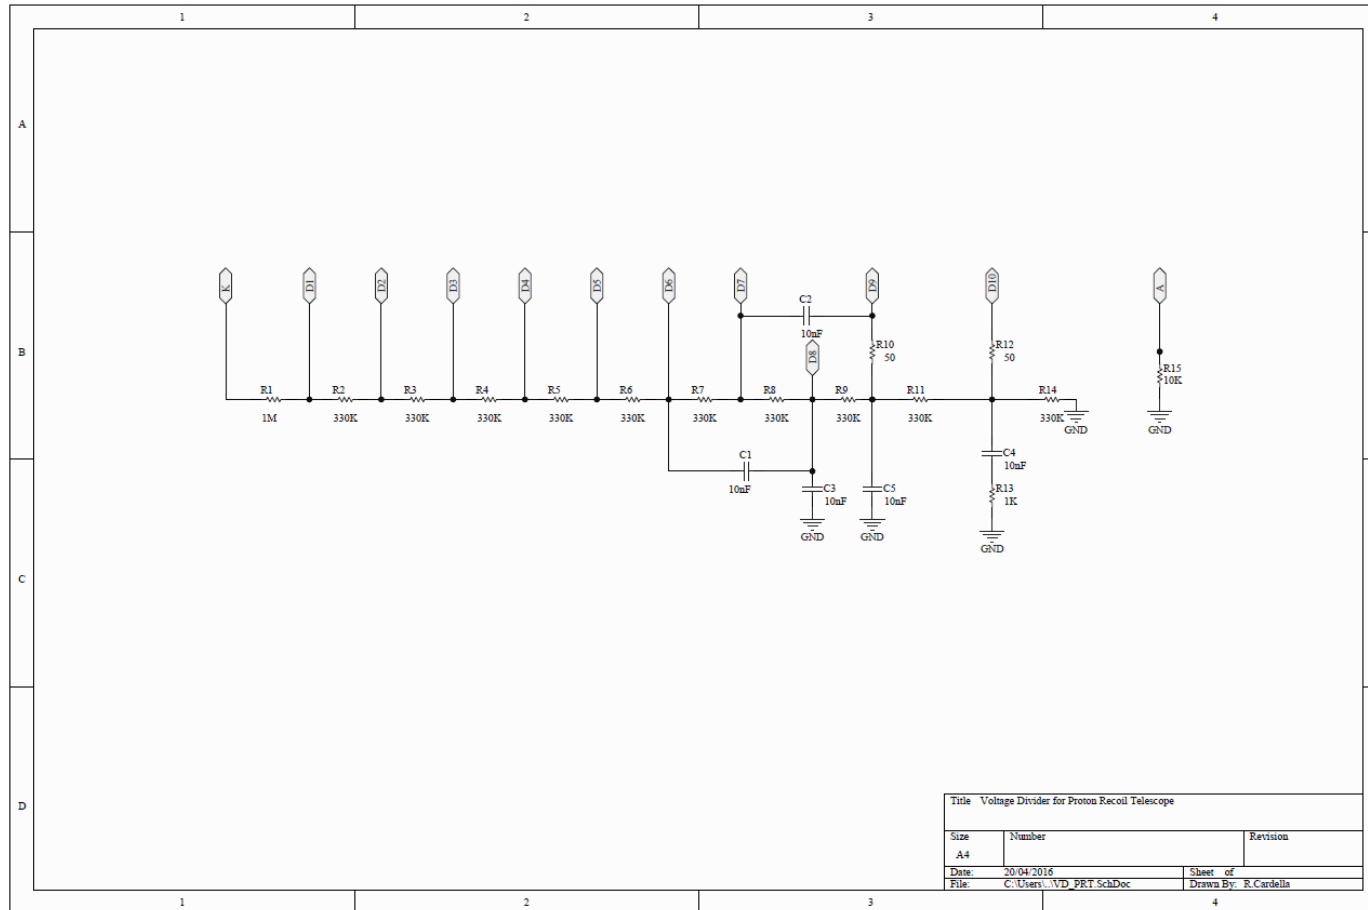 1 2 3 4
A
B
C
D
K D1 D2 D3 D4 D5 D6 D7 D9 D10 A
C2
10nF
D8
R10
50
R12
50
R15
10K
R1 R2 R3 R4 R5 R6 R7 R8 R9 R11 R14
1M 330K 330K 330K 330K 330K 330K 330K 330K 330K 330K
GND GND
C1
10nF
C3
10nF
C5
10nF
C4
10nF
R13
1K
GND GND GND
Title Voltage Divider for Proton Recoil Telescope
Size Number Revision
A4
Date: 20/04/2016 Sheet of
File: C:\Users\..\VD_PRT.SchDoc Drawn By: R.Cardella
1 2 3 4